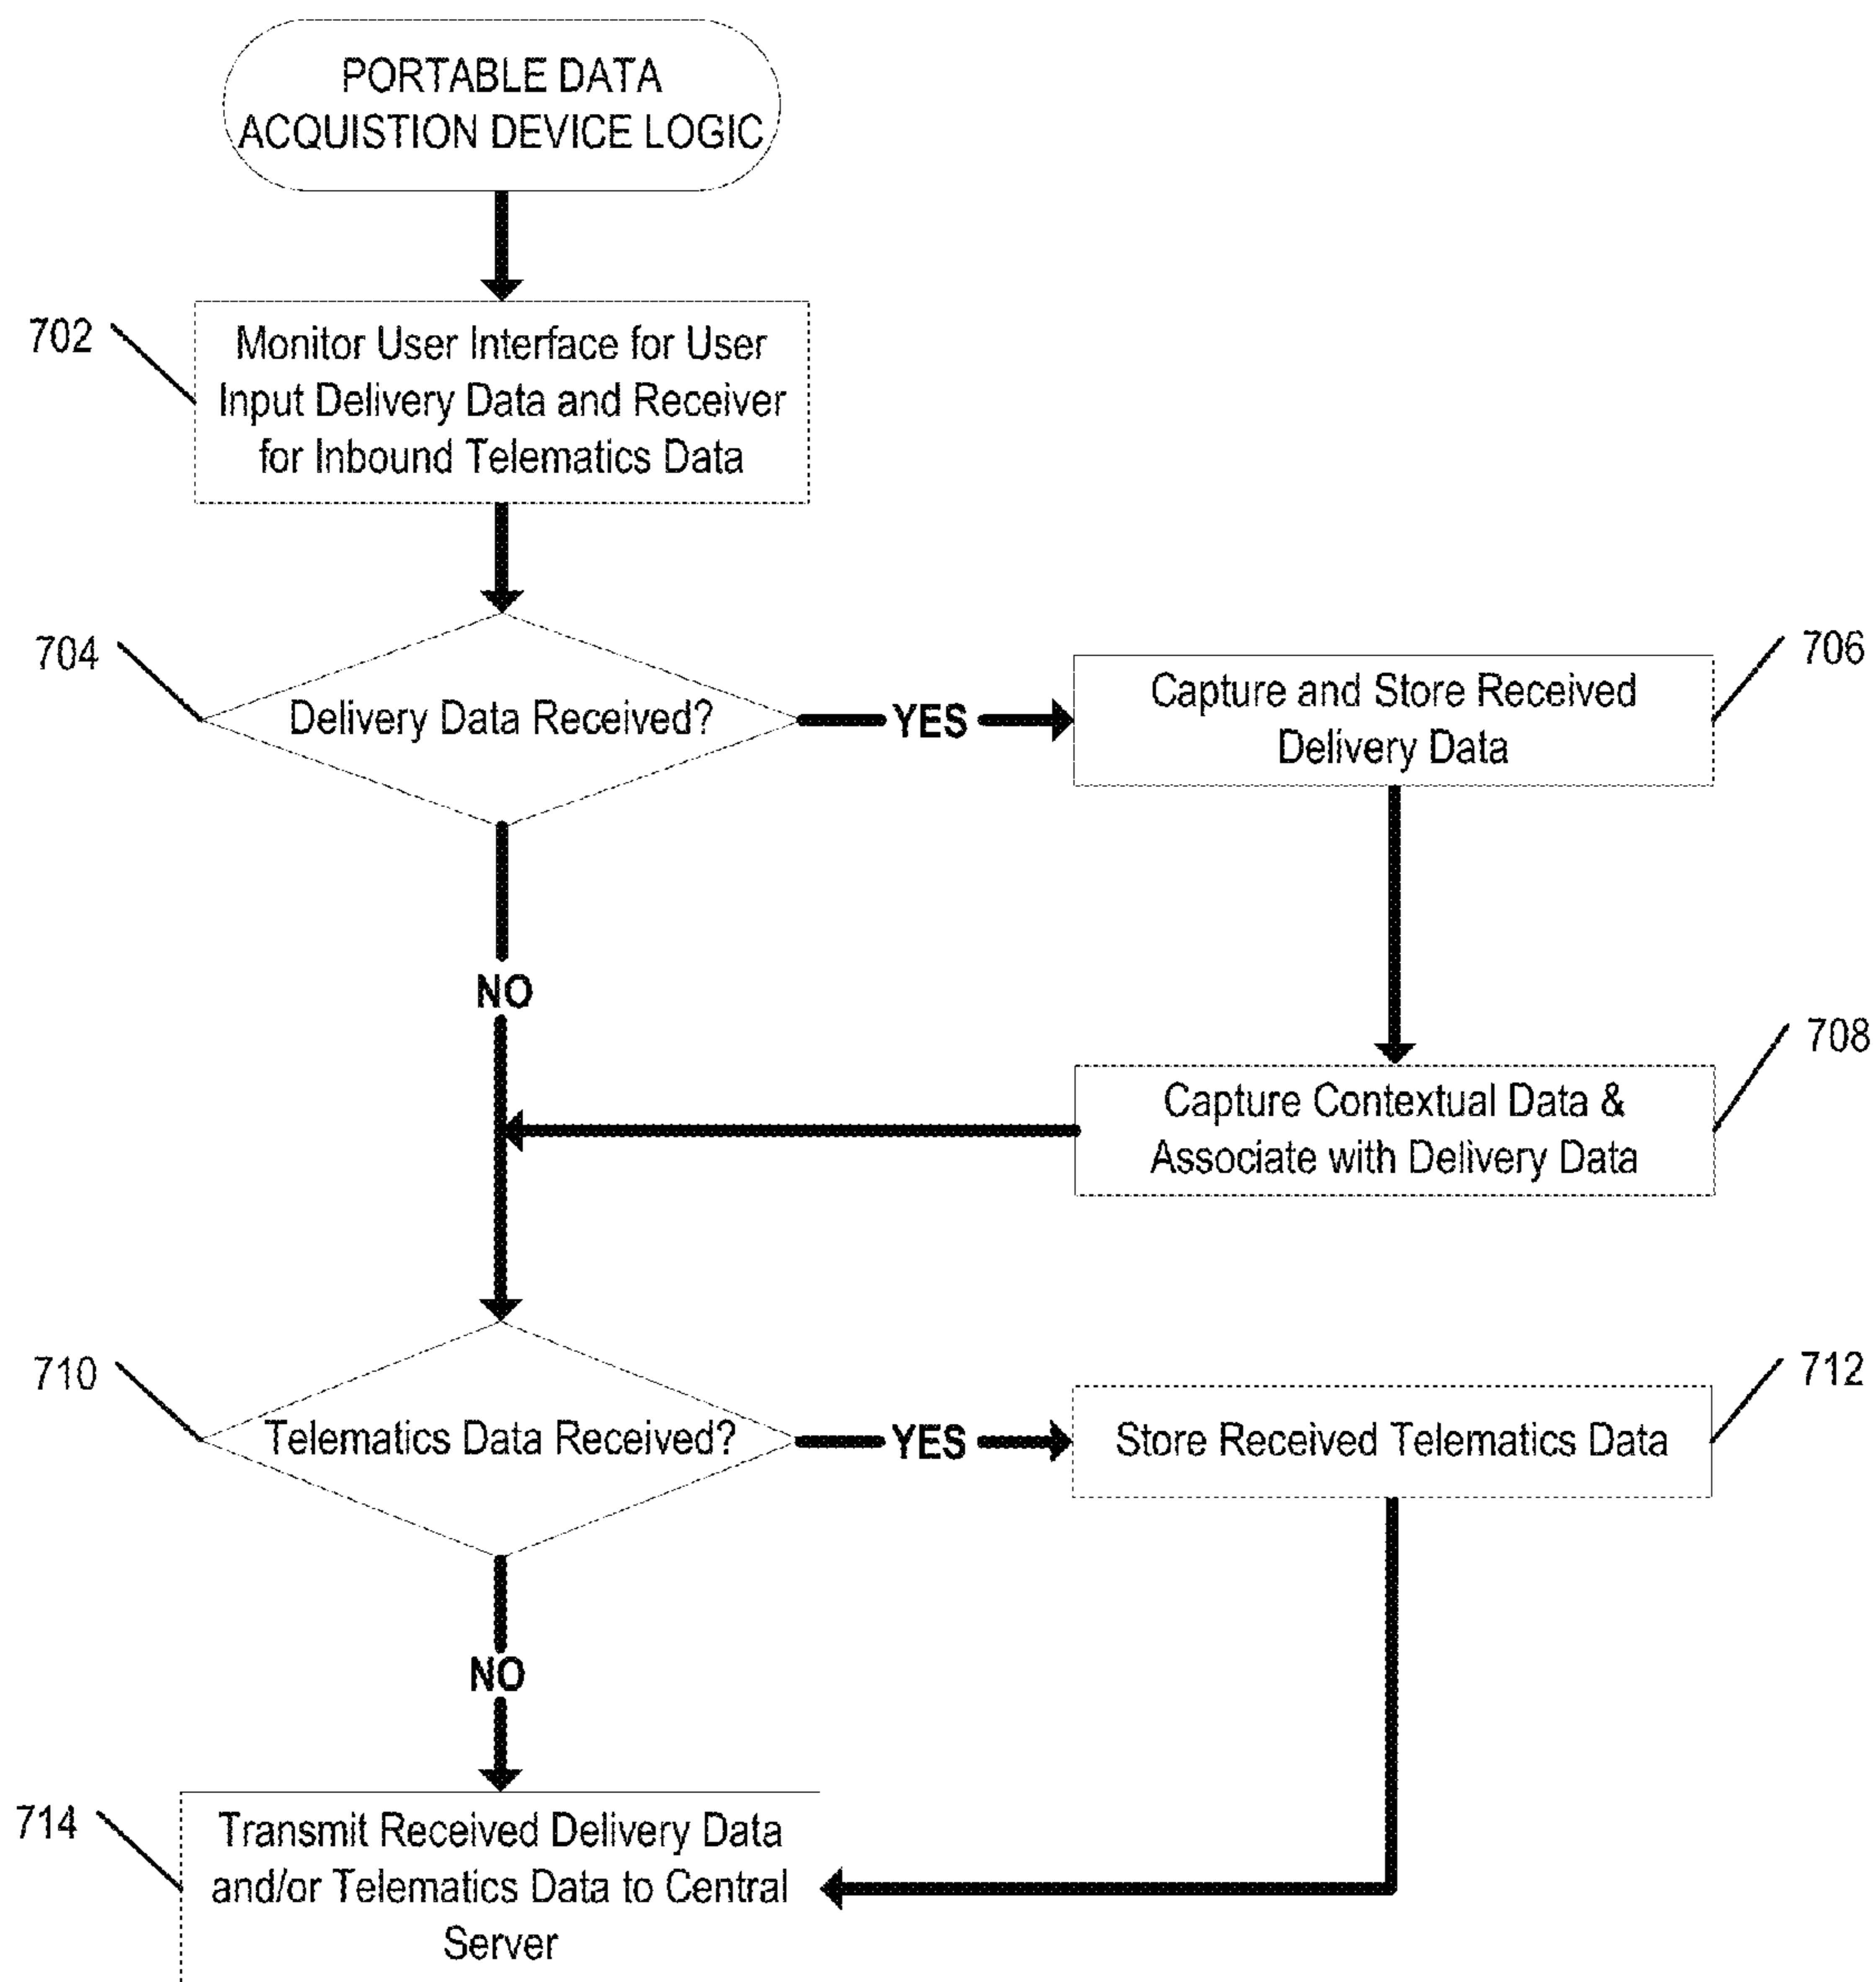 PORTABLE DATA
ACQUISTION DEVICE LOGIC
702
Monitor User Interface for User
Input Delivery Data and Receiver
for Inbound Telematics Data
704
Delivery Data Received?
YES
706
Capture and Store Received
Delivery Data
NO
708
Capture Contextual Data &
Associate with Delivery Data
710
Telematics Data Received?
YES
712
Store Received Telematics Data
NO
714
Transmit Received Delivery Data
and/or Telematics Data to Central
Server